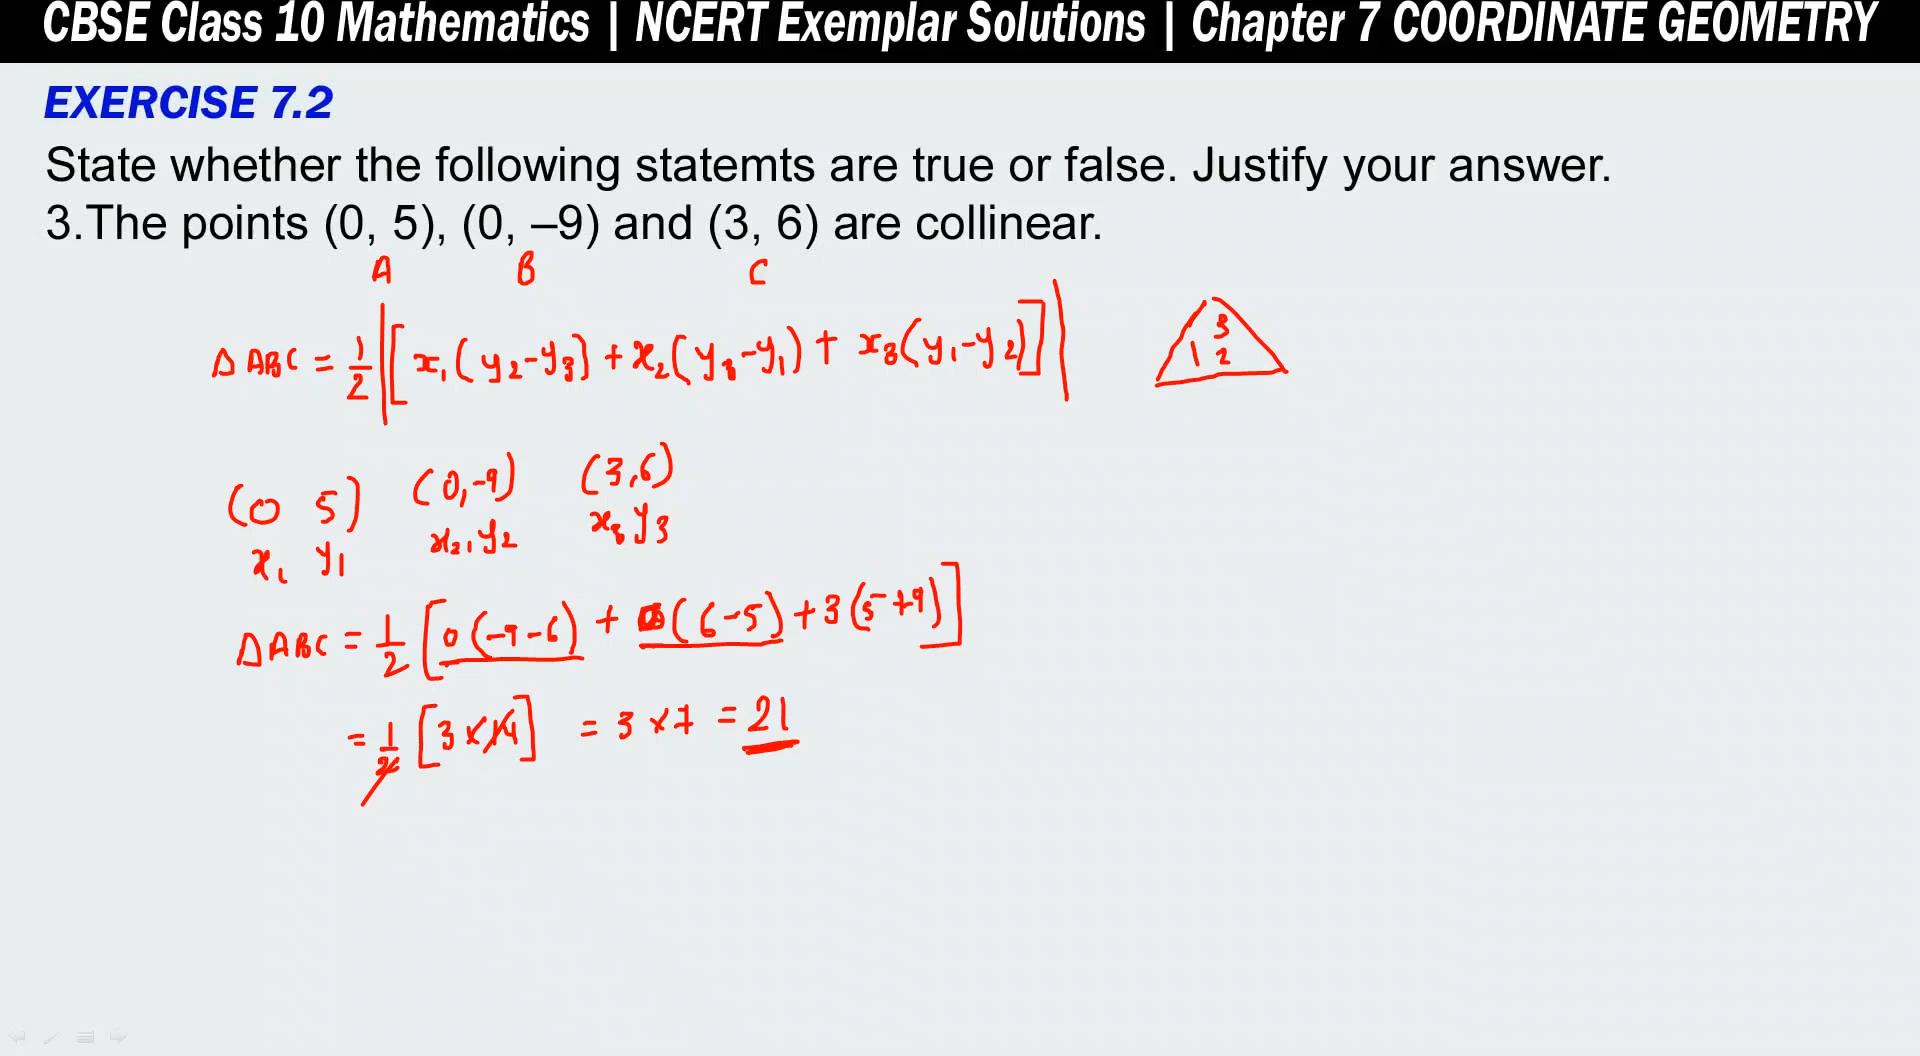 CBSE Class 10 Mathematics | NCERT Exemplar Solutions | Chapter 7 COORDINATE GEOMETRY
EXERCISE 7.2
State whether the following statemts are true or false. Justify your answer.
3.The points (0, 5), (0, –9) and (3, 6) are collinear.
A B C
Δ ABC = 1/2 |[x₁(y₂-y₃)+x₂(y₃-y₁)+x₃(y₁-y₂)]|
3
1 2
(0 5) (0,-9) (3,6)
x₁ y₁ x₂,y₂ x₃ y₃
Δ ABC = 1/2 [0(-9-6) + 0(6-5)+3(5+9)]
= 1/2 [3×14] = 3×7 = 21